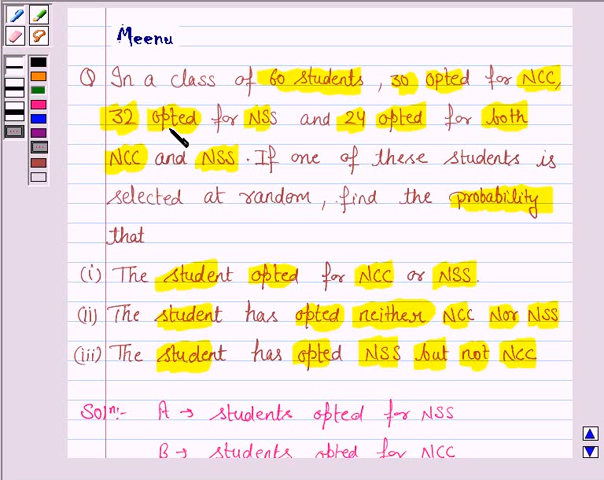 Meenu
Q In a class of 60 students, 30 opted for NCC,
32 opted for NSS and 24 opted for both
NCC and NSS. If one of these students is
selected at random, find the probability
that
(i) The student opted for NCC or NSS.
(ii) The student has opted neither NCC Nor NSS
(iii) The student has opted NSS but not NCC
Soln:- A → students opted for NSS
B → students opted for NCC